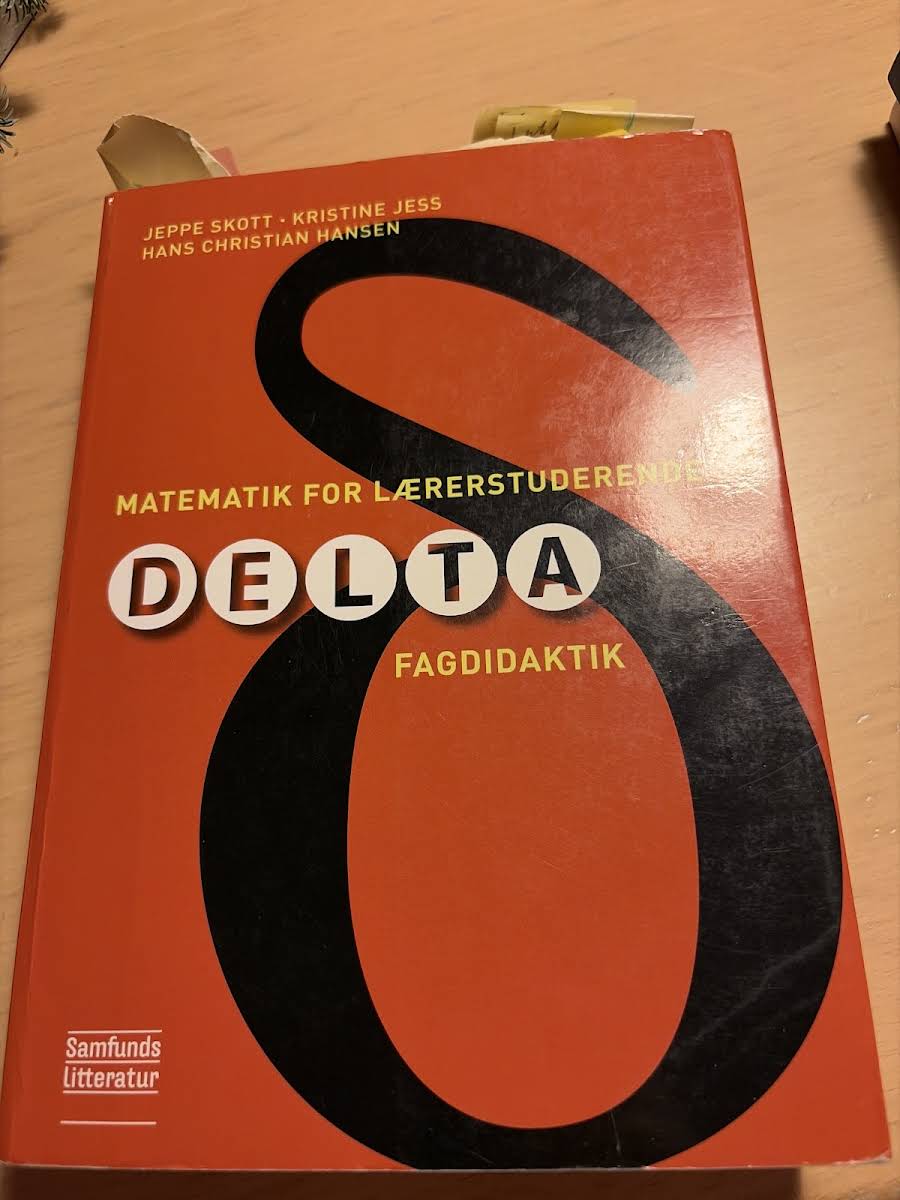 JEPPE SKOTT · KRISTINE JESS
HANS CHRISTIAN HANSEN
MATEMATIK FOR LÆRERSTUDERENDE
DELTA
FAGDIDAKTIK
Samfunds
litteratur